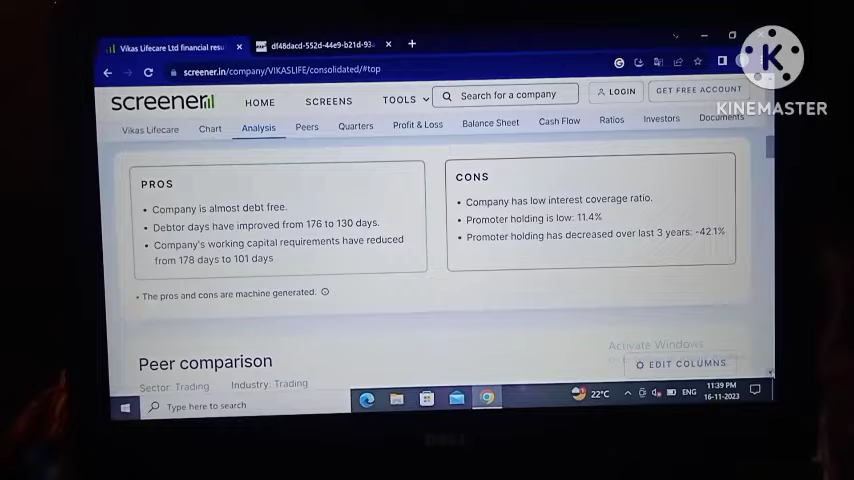 Vikas Lifecare Ltd financial resu
df48dacd-552d-44e9-b21d-93
screener.in/company/VIKASLIFE/consolidated/#top
K
KINEMASTER
screener
HOME
SCREENS
TOOLS
Search for a company
LOGIN
GET FREE ACCOUNT
Vikas Lifecare
Chart
Analysis
Peers
Quarters
Profit & Loss
Balance Sheet
Cash Flow
Ratios
Investors
Documents
PROS
• Company is almost debt free.
• Debtor days have improved from 176 to 130 days.
• Company's working capital requirements have reduced
from 178 days to 101 days
CONS
• Company has low interest coverage ratio.
• Promoter holding is low: 11.4%
• Promoter holding has decreased over last 3 years: -42.1%
• The pros and cons are machine generated.
Peer comparison
Sector: Trading Industry: Trading
Activate Windows
EDIT COLUMNS
Type here to search
22°C
ENG
11:39 PM
16-11-2023
DELL